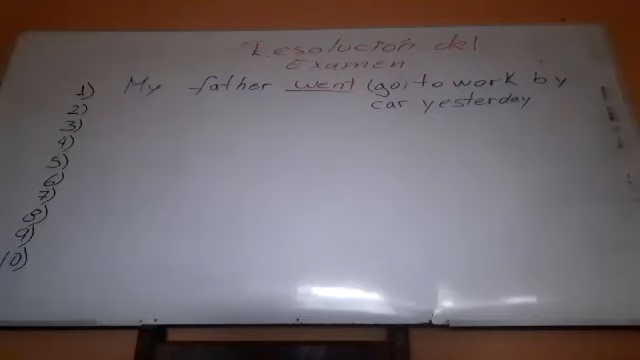 Resolución del
Examen
1) My father went (go) to work by
car yesterday
2)
3)
4)
5)
6)
7)
8)
9)
10)